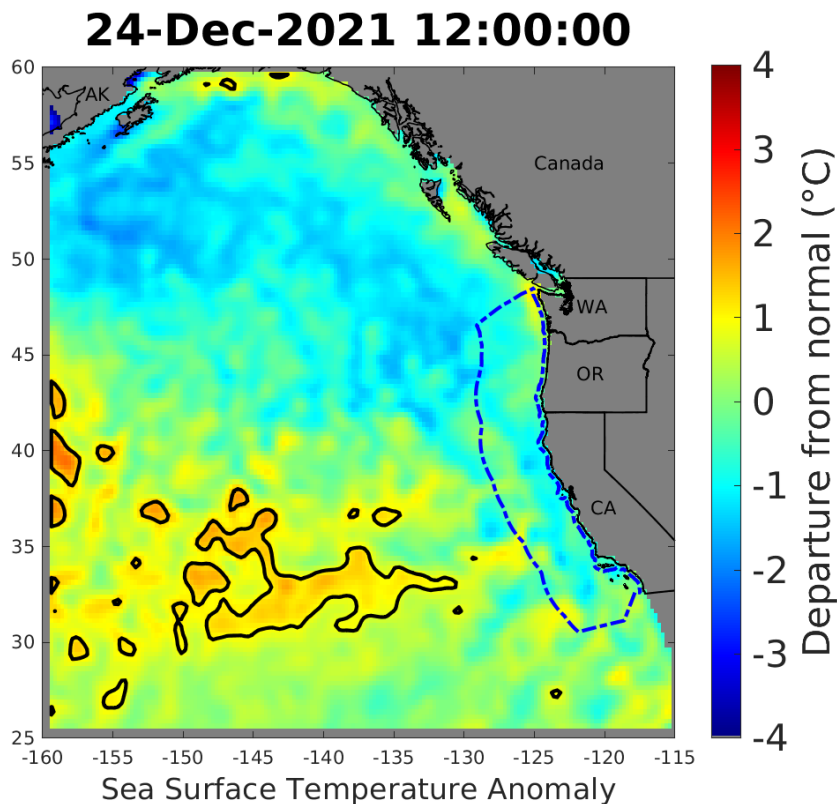 24-Dec-2021 12:00:00
60
55
50
45
40
35
30
25
AK
Canada
WA
OR
CA
-160 -155 -150 -145 -140 -135 -130 -125 -120 -115
Sea Surface Temperature Anomaly
4
3
2
1
0
-1
-2
-3
-4
Departure from normal (°C)